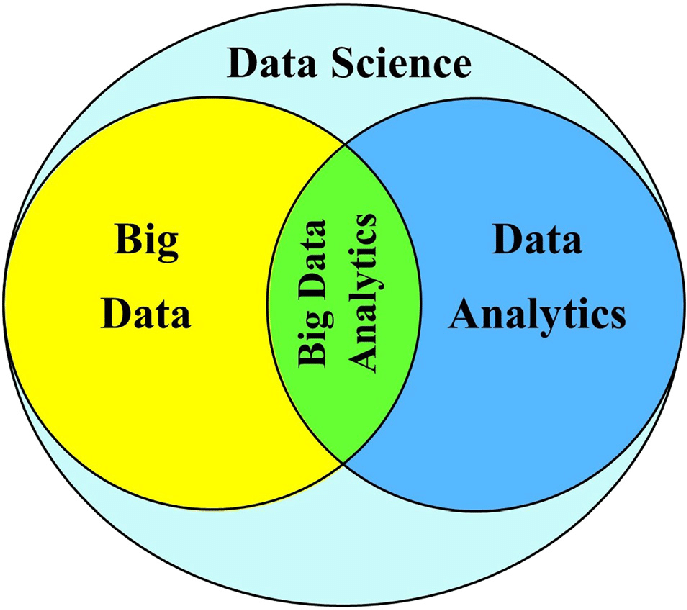 Data Science
Big
Data
Big Data
Analytics
Data
Analytics